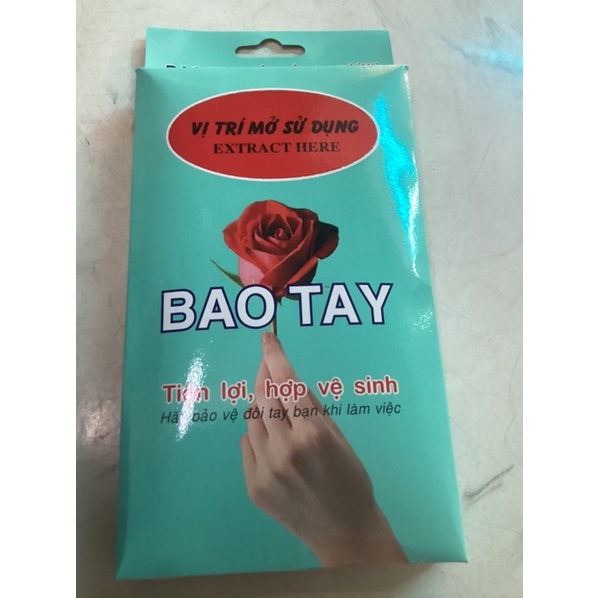 VỊ TRÍ MỞ SỬ DỤNG
EXTRACT HERE
BAO TAY
Tiện lợi, hợp vệ sinh
Hãy bảo vệ đôi tay bạn khi làm việc